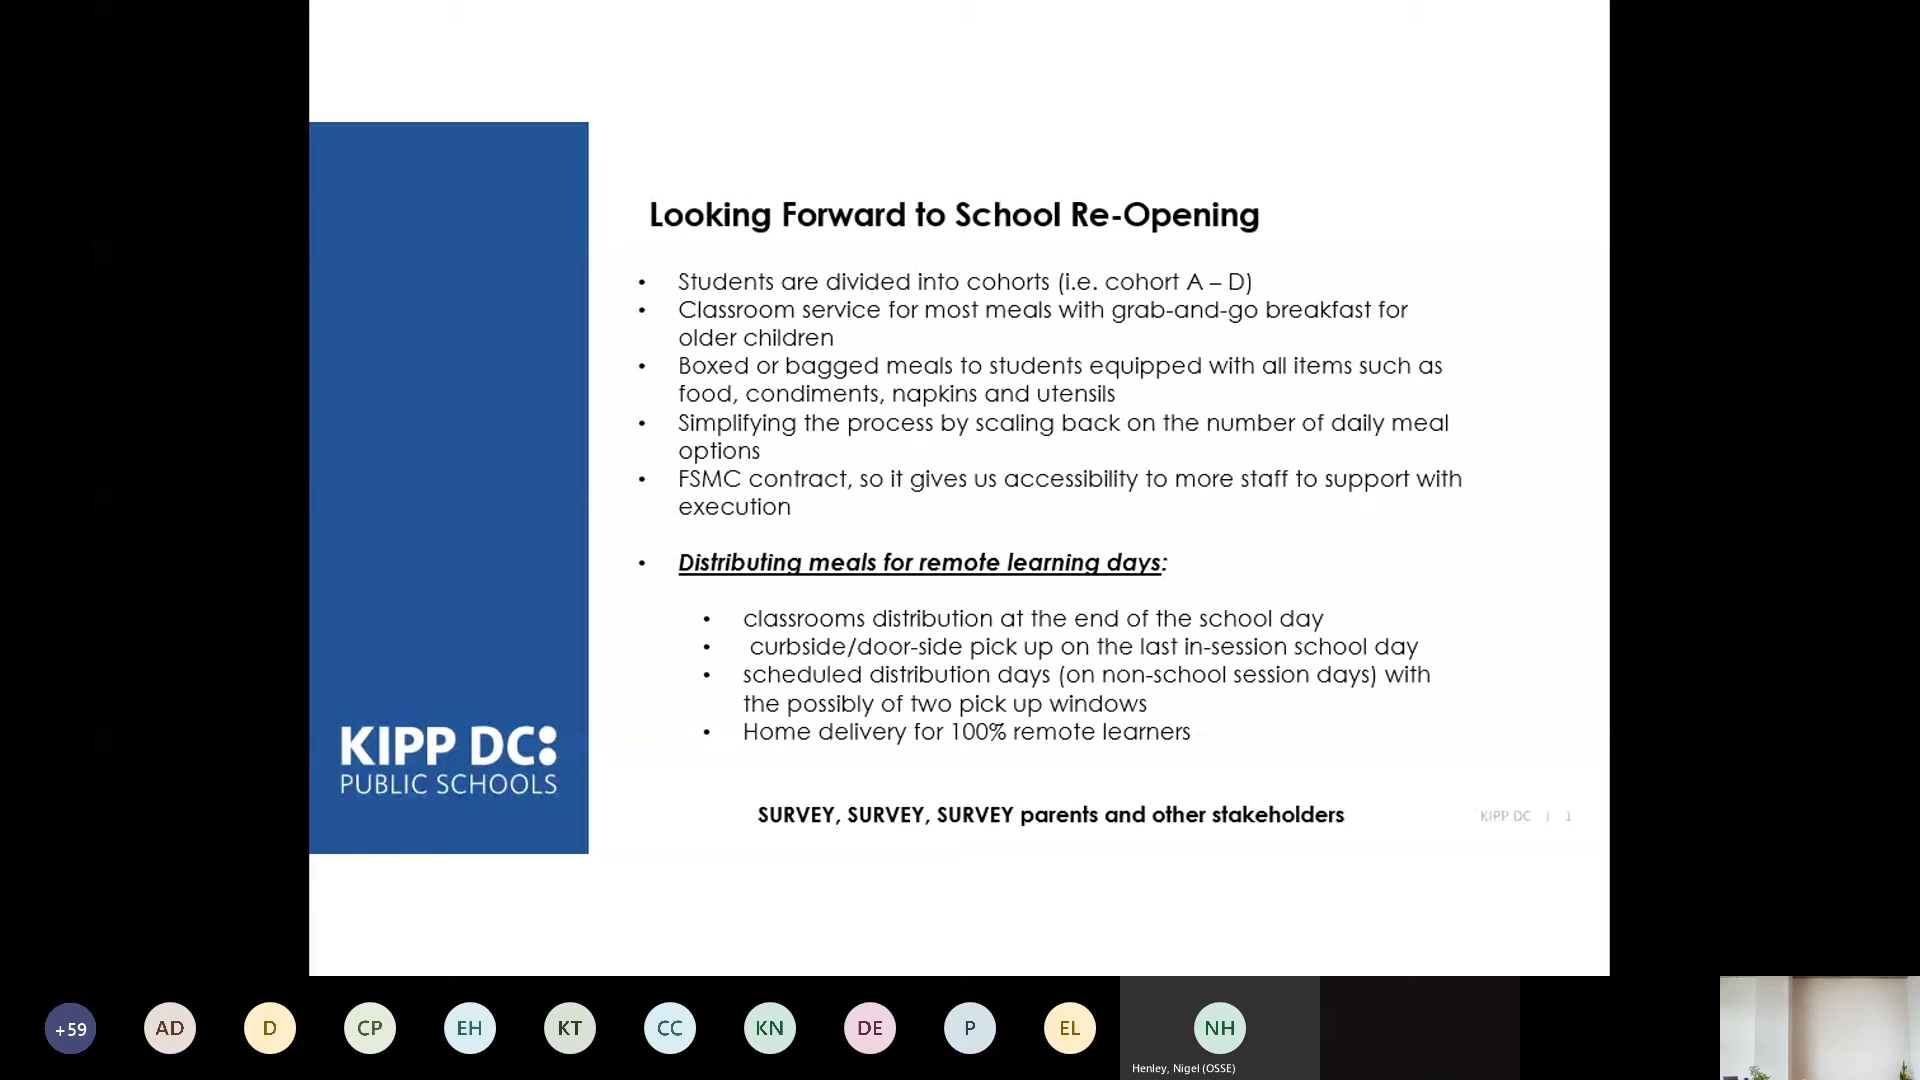 Looking Forward to School Re-Opening
• Students are divided into cohorts (i.e. cohort A – D)
• Classroom service for most meals with grab-and-go breakfast for
older children
• Boxed or bagged meals to students equipped with all items such as
food, condiments, napkins and utensils
• Simplifying the process by scaling back on the number of daily meal
options
• FSMC contract, so it gives us accessibility to more staff to support with
execution
• Distributing meals for remote learning days:
• classrooms distribution at the end of the school day
• curbside/door-side pick up on the last in-session school day
• scheduled distribution days (on non-school session days) with
the possibly of two pick up windows
• Home delivery for 100% remote learners
KIPP DC:
PUBLIC SCHOOLS
SURVEY, SURVEY, SURVEY parents and other stakeholders
KIPP DC | 1
+59 AD D CP EH KT CC KN DE P EL NH
Henley, Nigel (OSSE)